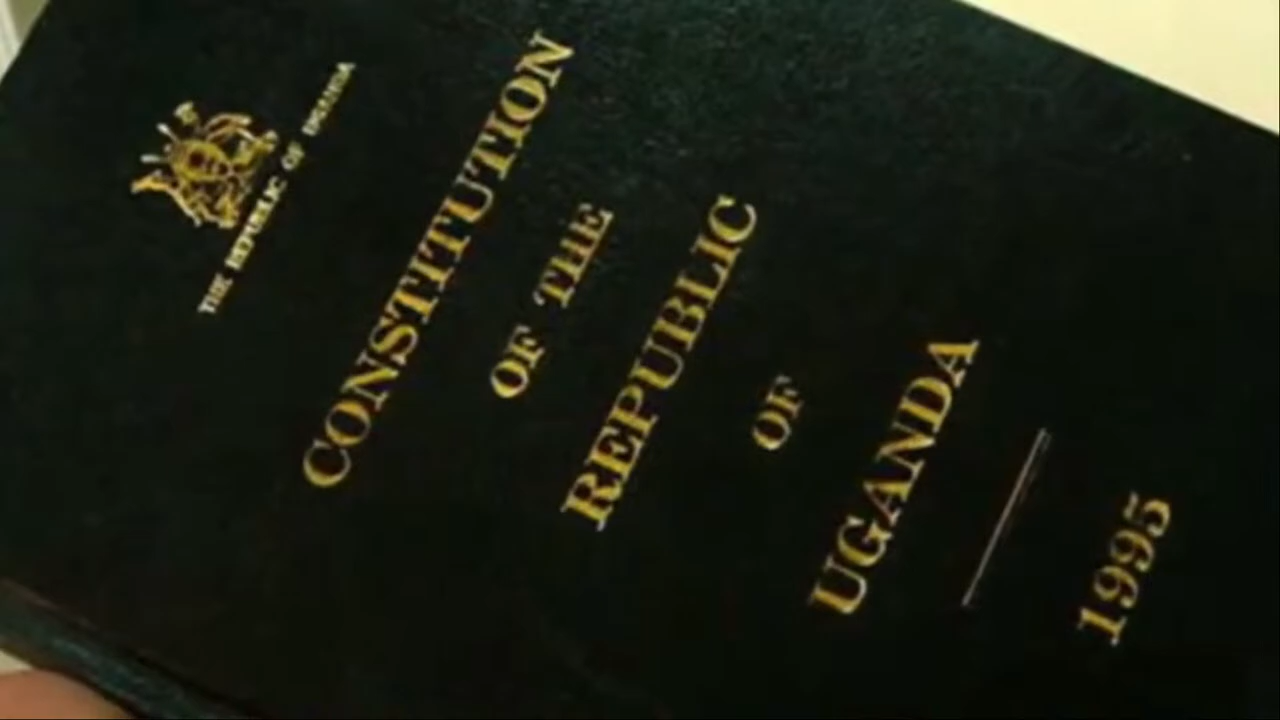 THE REPUBLIC OF UGANDA
CONSTITUTION
OF THE
REPUBLIC
OF
UGANDA
1995